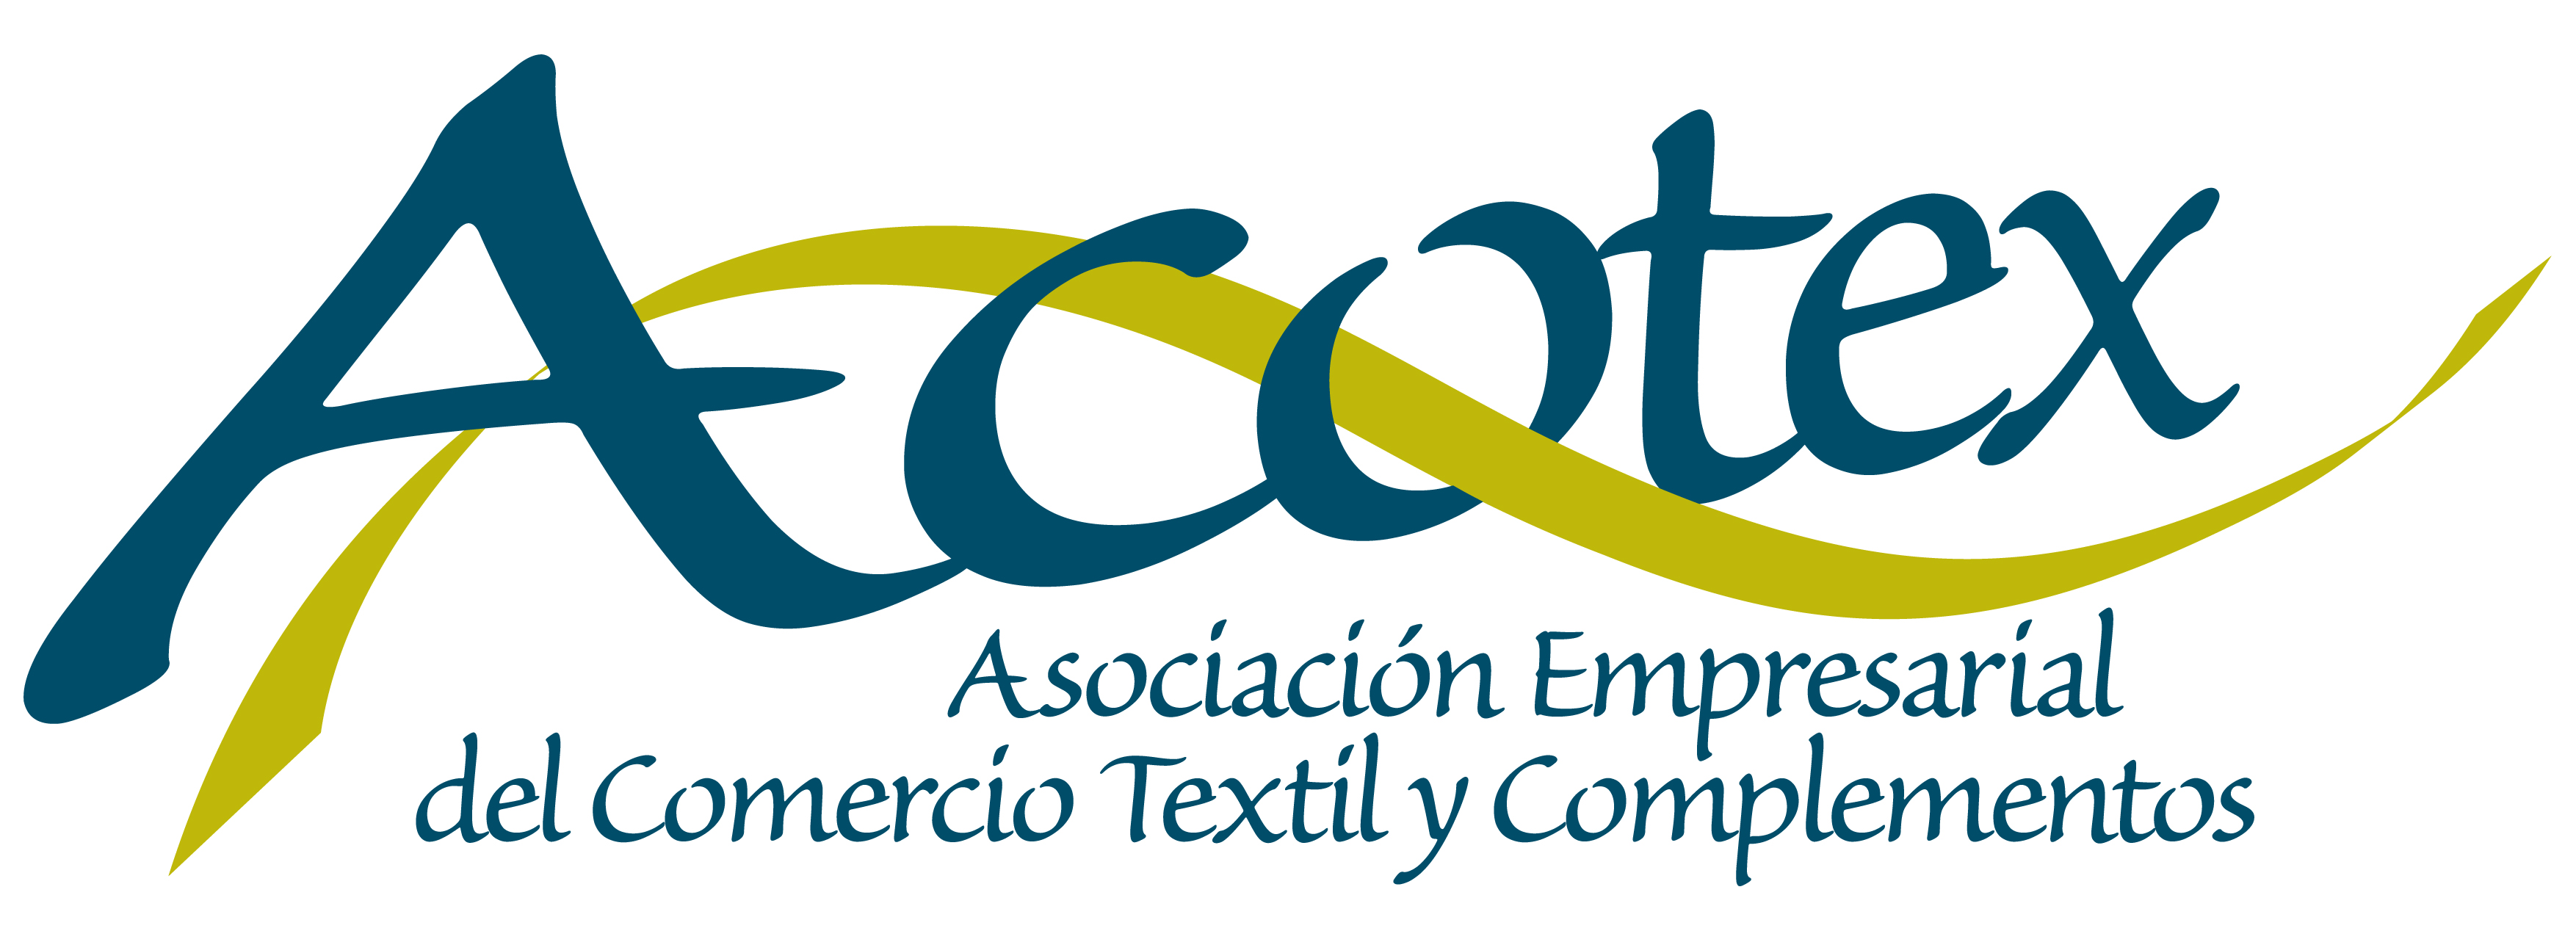 Acotex
Asociación Empresarial
del Comercio Textil y Complementos